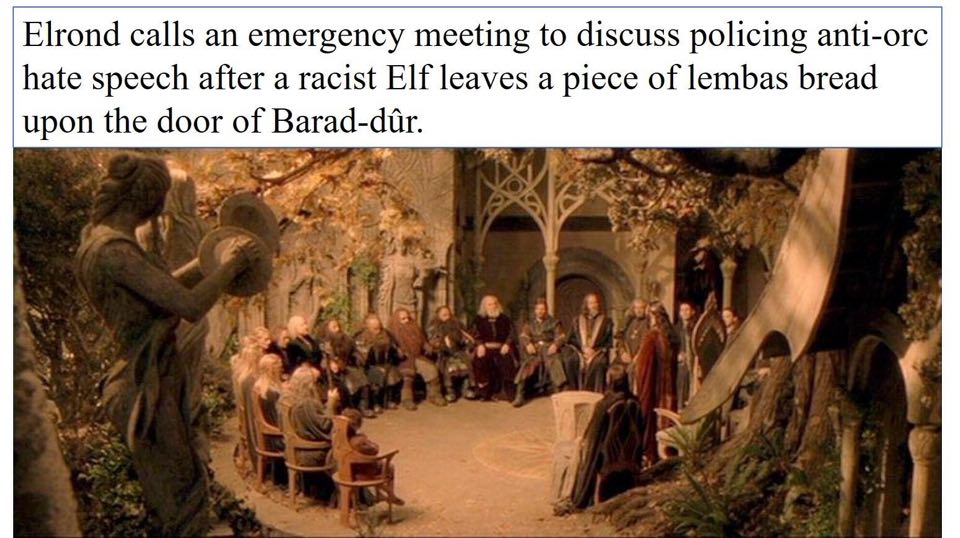 Elrond calls an emergency meeting to discuss policing anti-orc
hate speech after a racist Elf leaves a piece of lembas bread
upon the door of Barad-dûr.